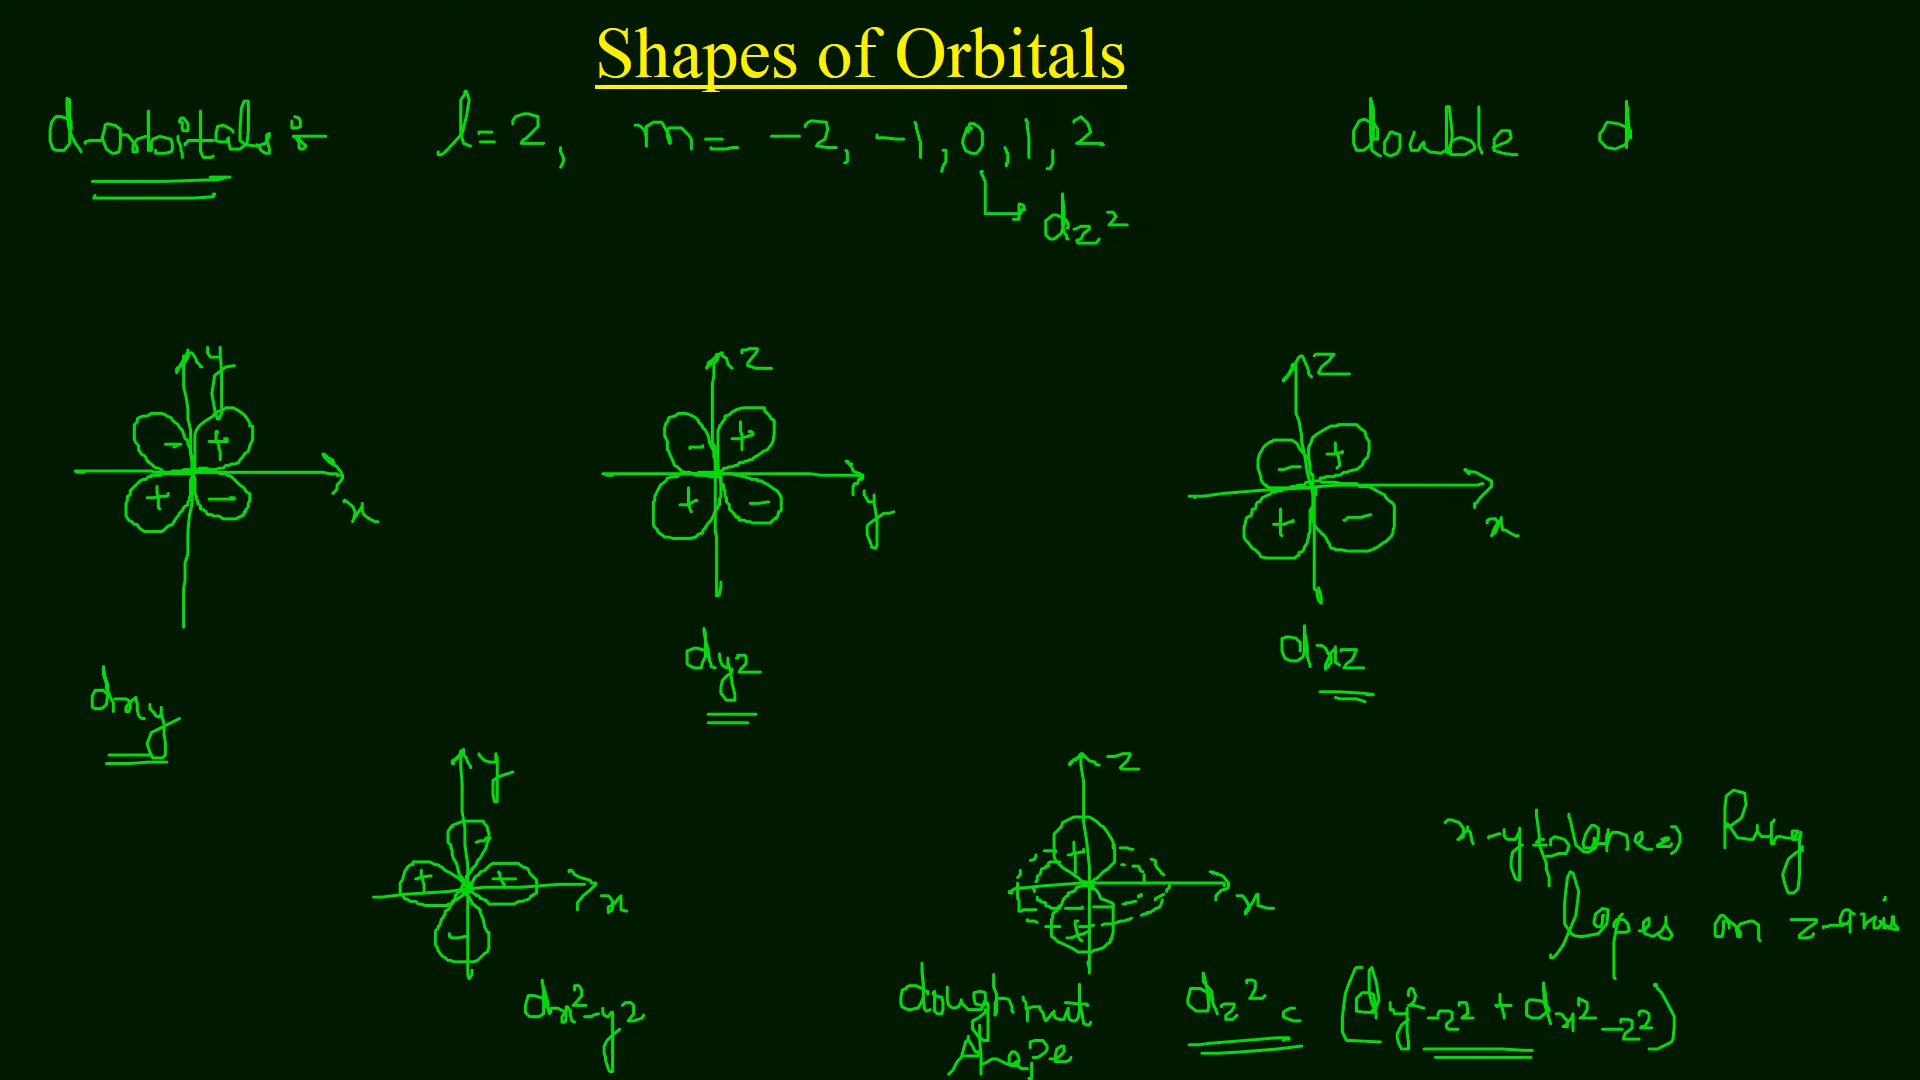 Shapes of Orbitals
d-orbitals:- l=2, m= -2, -1, 0, 1, 2 double d
dz²
y z z
- + - + - +
+ - + - + -
x y x
dxy dyz dxz
y z
-
+ + +
x x
- +
x-y plane Ring
lopes on z-axis
dx²-y²
doughnut dz² (dy²-z² + dx²-z²)
shape